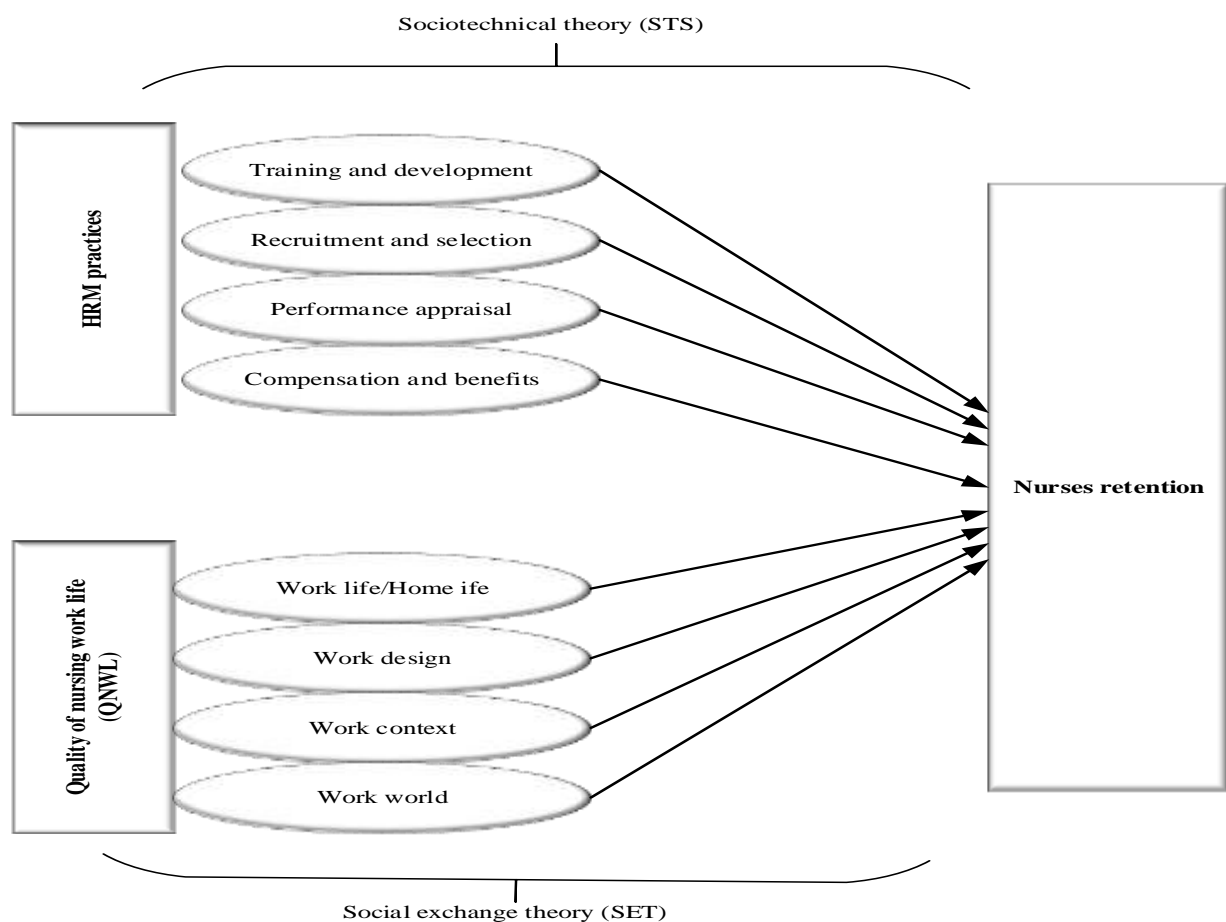 Sociotechnical theory (STS)
HRM practices
Training and development
Recruitment and selection
Performance appraisal
Compensation and benefits
Nurses retention
Quality of nursing work life
(QNWL)
Work life/Home ife
Work design
Work context
Work world
Social exchange theory (SET)